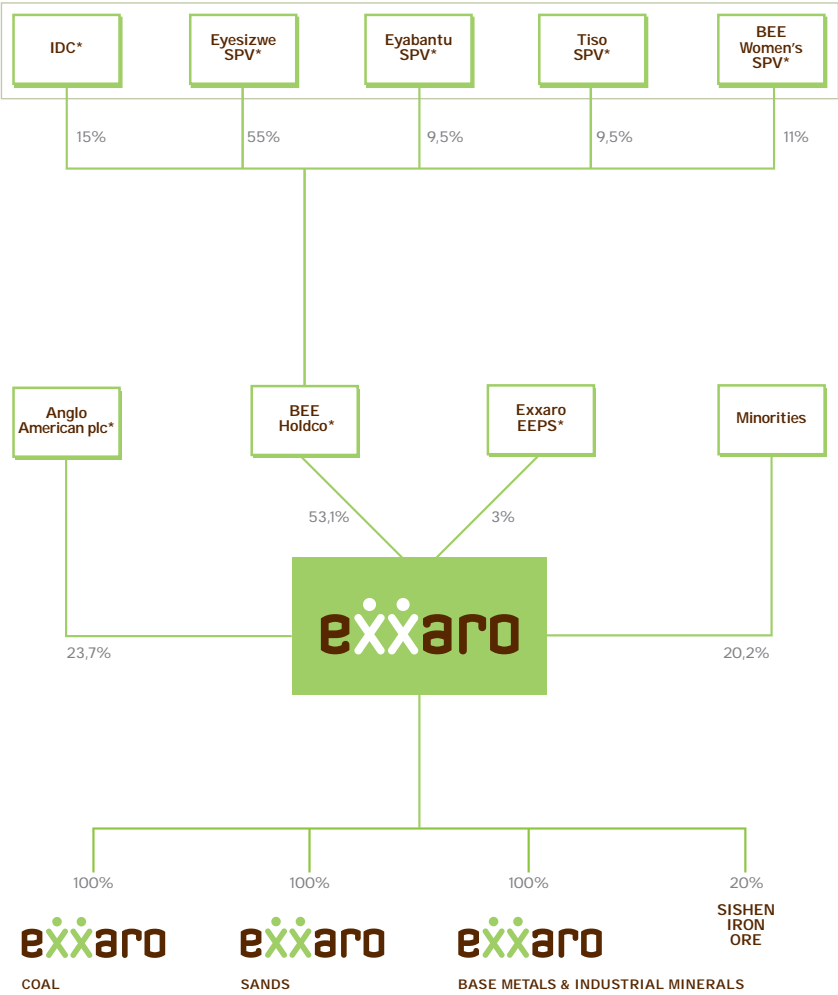 IDC*
Eyesizwe
SPV*
Eyabantu
SPV*
Tiso
SPV*
BEE
Women's
SPV*
15%
55%
9,5%
9,5%
11%
Anglo
American plc*
BEE
Holdco*
Exxaro
EEPS*
Minorities
53,1%
3%
exxaro
23,7%
20,2%
100%
100%
100%
20%
exxaro
COAL
exxaro
SANDS
exxaro
BASE METALS & INDUSTRIAL MINERALS
SISHEN
IRON
ORE